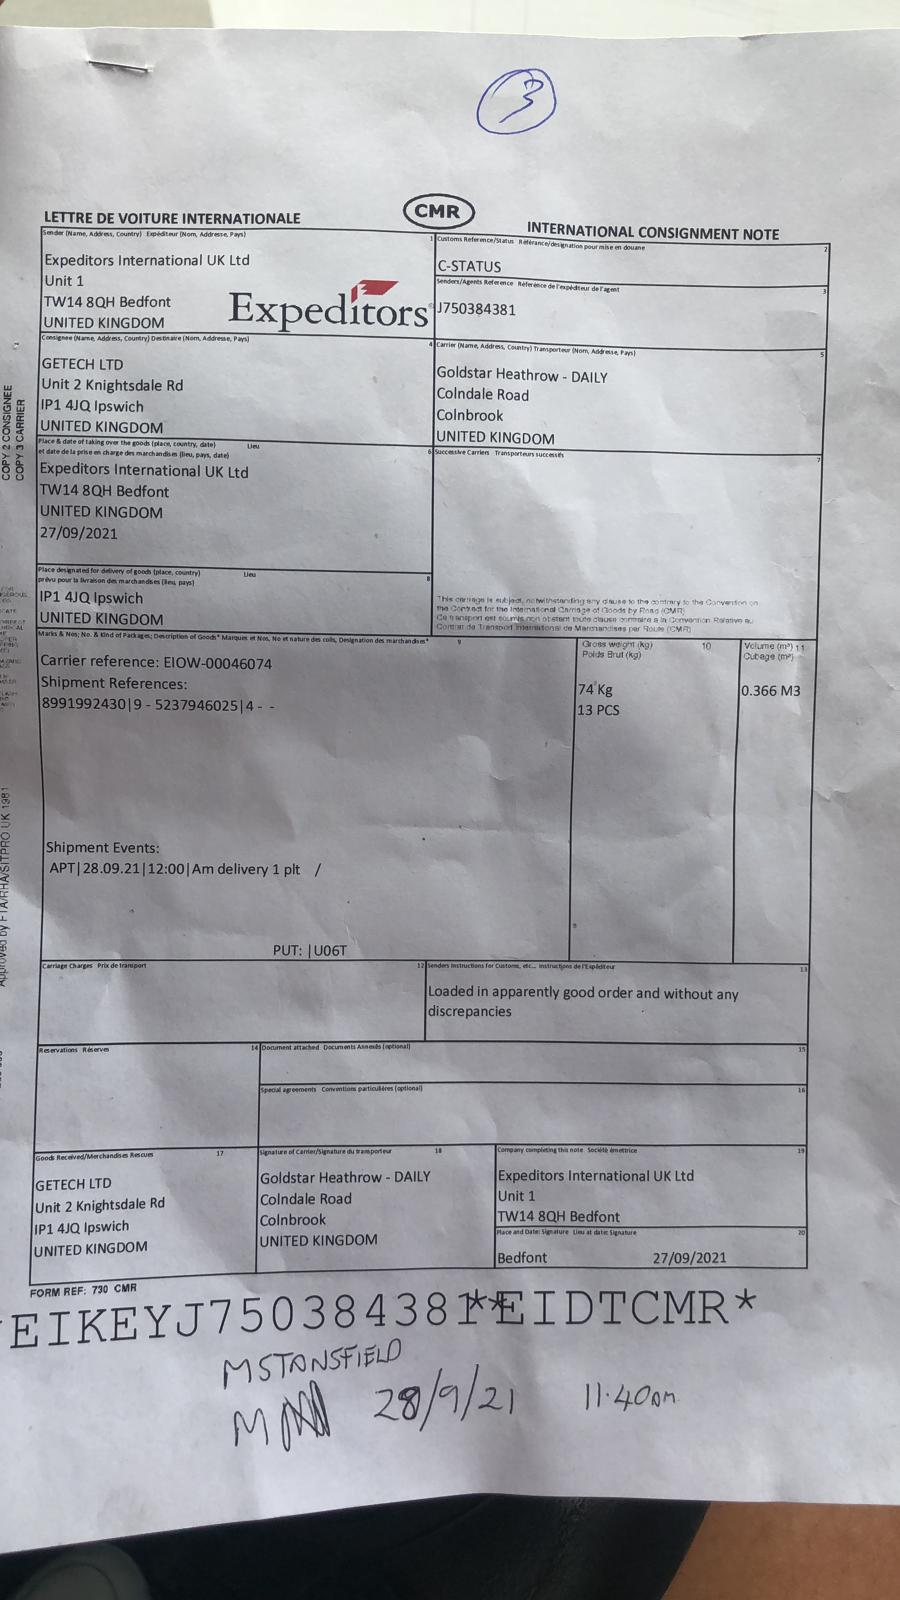 3
LETTRE DE VOITURE INTERNATIONALE
CMR
INTERNATIONAL CONSIGNMENT NOTE
Sender (Name, Address, Country) Expéditeur (Nom, Adresse, Pays) 1
Expeditors International UK Ltd
Unit 1
TW14 8QH Bedfont
UNITED KINGDOM
Expeditors
Customs Reference/Status Référance/designation pour mise en douane 2
C-STATUS
Senders/Agents Reference Référence de l'expéditeur de l'agent 3
J750384381
Consignee (Name, Address, Country) Destinaire (Nom, Adresse, Pays) 4
GETECH LTD
Unit 2 Knightsdale Rd
IP1 4JQ Ipswich
UNITED KINGDOM
Carrier (Name, Address, Country) Transporteur (Nom, Adresse, Pays) 5
Goldstar Heathrow - DAILY
Colndale Road
Colnbrook
UNITED KINGDOM
COPY 2 CONSIGNEE
COPY 3 CARRIER
Place & date of taking over the goods (place, country, date) Lieu
et date de la prise en charge des marchandises (lieu, pays, date) 6
Expeditors International UK Ltd
TW14 8QH Bedfont
UNITED KINGDOM
27/09/2021
Successive Carriers Transporteurs successifs 7
Place designated for delivery of goods (place, country) Lieu
prévu pour la livraison des marchandises (lieu, pays) 8
IP1 4JQ Ipswich
UNITED KINGDOM
This carriage is subject, notwithstanding any clause to the contrary to the Convention on
the Contract for the International Carriage of Goods by Road (CMR)
Ce transport est soumis non obstant toute clause contraire a la Convention Relative au
Contrat de Transport International de Marchandises par Route (CMR)
Marks & Nos; No. & Kind of Packages; Description of Goods* Marques et Nos, No et nature des colis, Designation des marchandises* 9
Gross weight (kg) 10
Poids Brut (kg)
Volume (m³) 11
Cubage (m³)
Carrier reference: EIOW-00046074
Shipment References:
8991992430|9 - 5237946025|4 - -
74 Kg
13 PCS
0.366 M3
Approved by FTA/RHA/SITPRO UK 1981
Shipment Events:
APT|28.09.21|12:00|Am delivery 1 plt /
PUT: |U06T
Carriage Charges Prix de transport 12
Senders Instructions for Customs, etc... Instructions de l'Expéditeur 13
Loaded in apparently good order and without any
discrepancies
Reservations Réserves 14
Document attached Documents Annexés (optional) 15
Special agreements Conventions particulières (optional) 16
Goods Received/Merchandises Rescues 17
GETECH LTD
Unit 2 Knightsdale Rd
IP1 4JQ Ipswich
UNITED KINGDOM
Signature of Carrier/Signature du transporteur 18
Goldstar Heathrow - DAILY
Colndale Road
Colnbrook
UNITED KINGDOM
Company completing this note Société émettrice 19
Expeditors International UK Ltd
Unit 1
TW14 8QH Bedfont
Place and Date: Signature Lieu at date: Signature 20
Bedfont 27/09/2021
FORM REF: 730 CMR
*EIKEYJ750384381**EIDTCMR*
M STANSFIELD
28/9/21 11.40am